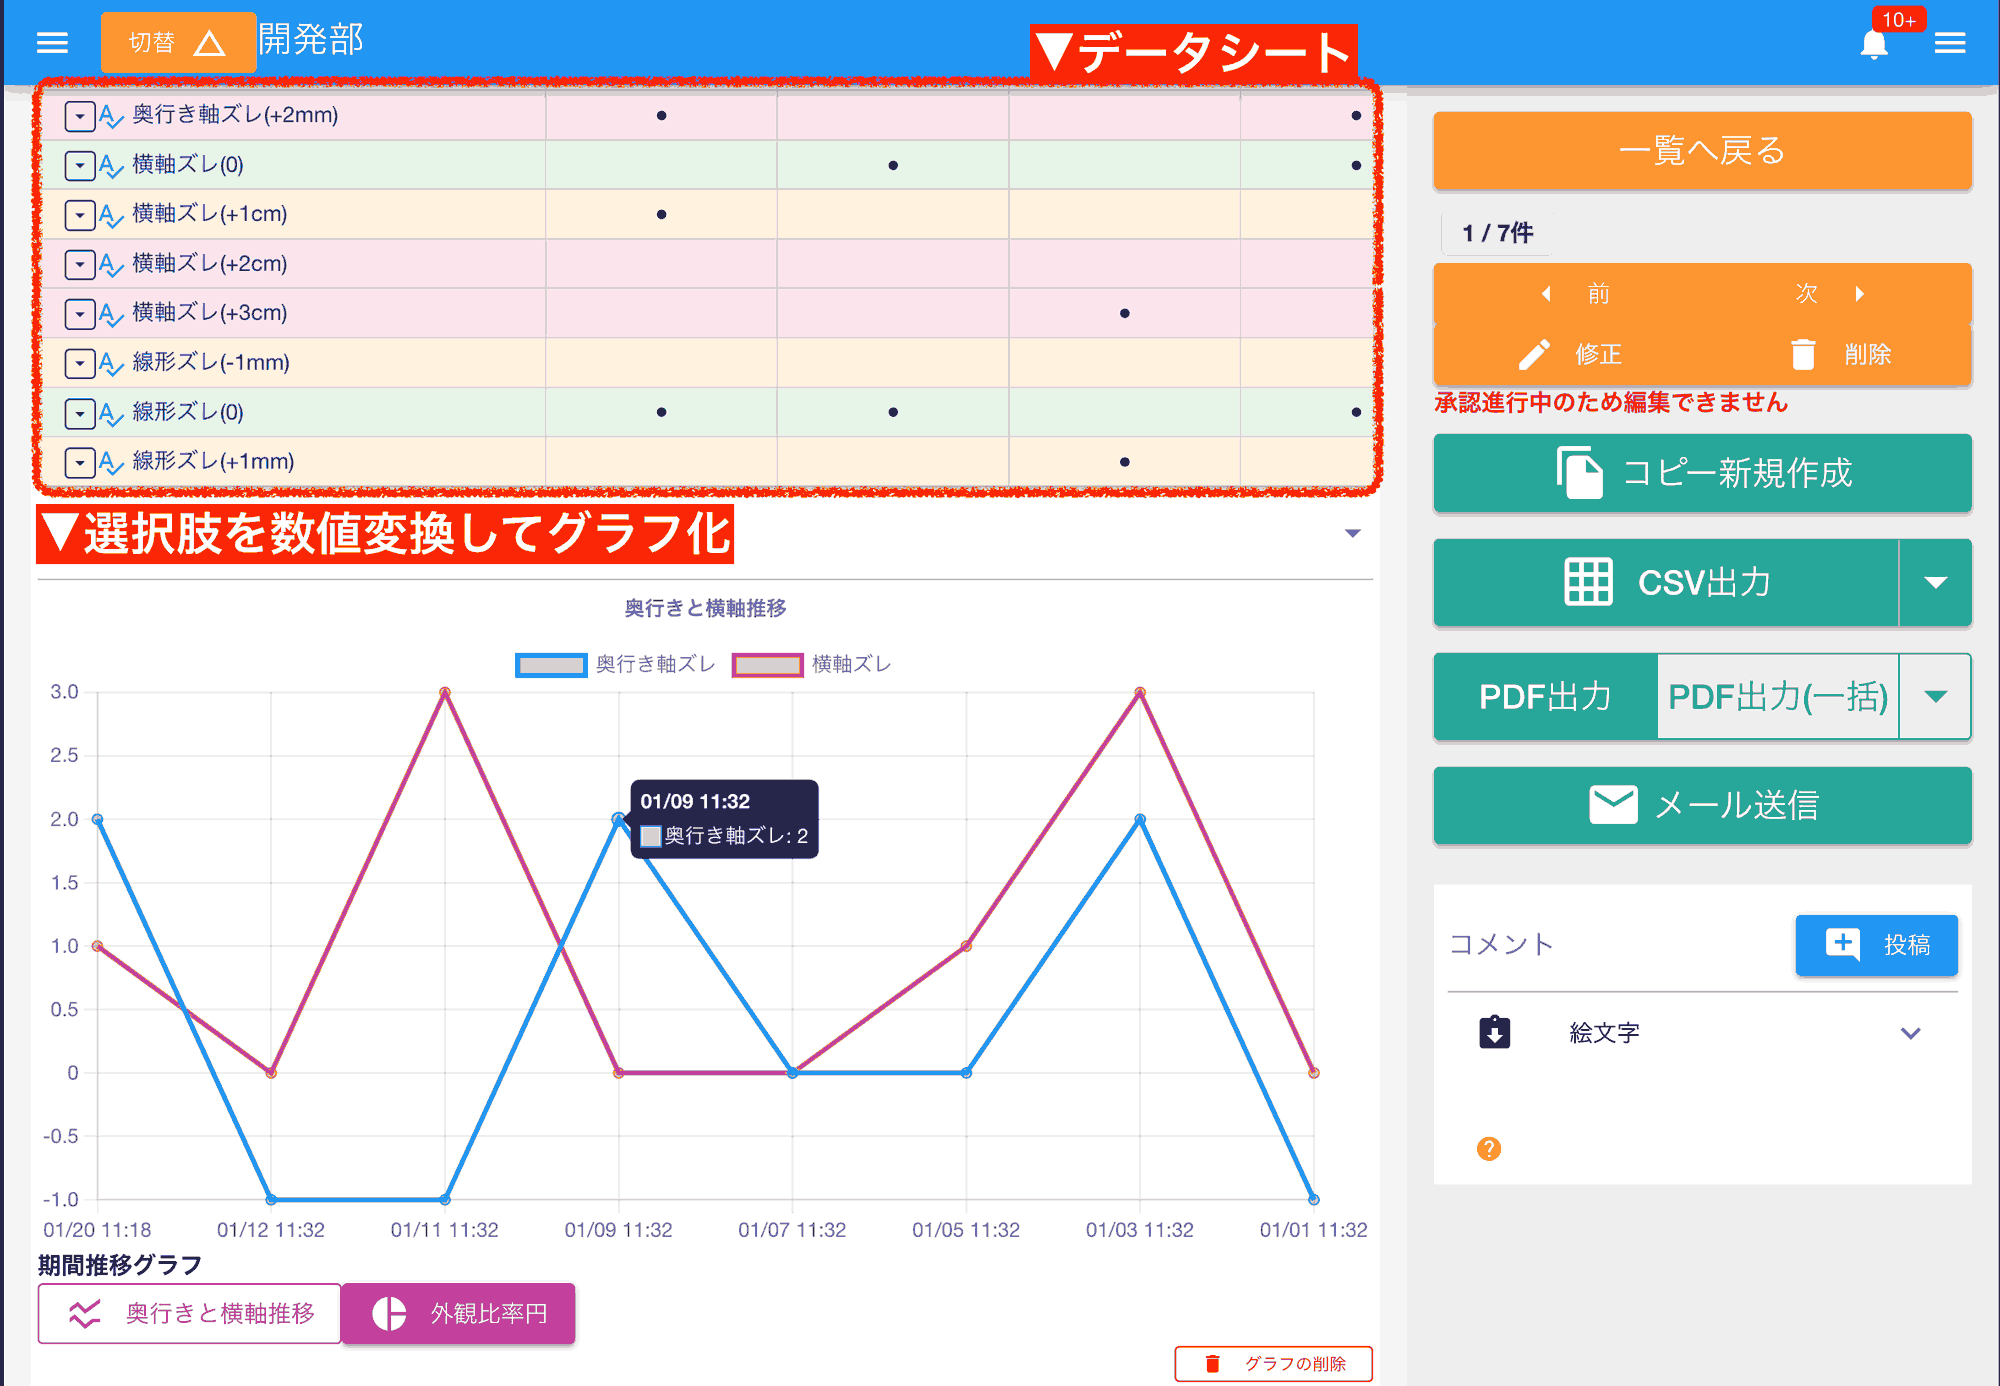 切替 開発部
10+
▼データシート
奥行き軸ズレ(+2mm)
横軸ズレ(0)
横軸ズレ(+1cm)
横軸ズレ(+2cm)
横軸ズレ(+3cm)
線形ズレ(-1mm)
線形ズレ(0)
線形ズレ(+1mm)
▼選択肢を数値変換してグラフ化
奥行きと横軸推移
奥行き軸ズレ 横軸ズレ
3.0
2.5
2.0
1.5
1.0
0.5
0
-0.5
-1.0
01/09 11:32
奥行き軸ズレ: 2
01/20 11:18 01/12 11:32 01/11 11:32 01/09 11:32 01/07 11:32 01/05 11:32 01/03 11:32 01/01 11:32
期間推移グラフ
奥行きと横軸推移 外観比率円
グラフの削除
一覧へ戻る
1 / 7件
前 次
修正 削除
承認進行中のため編集できません
コピー新規作成
CSV出力
PDF出力 PDF出力(一括)
メール送信
コメント 投稿
絵文字
?